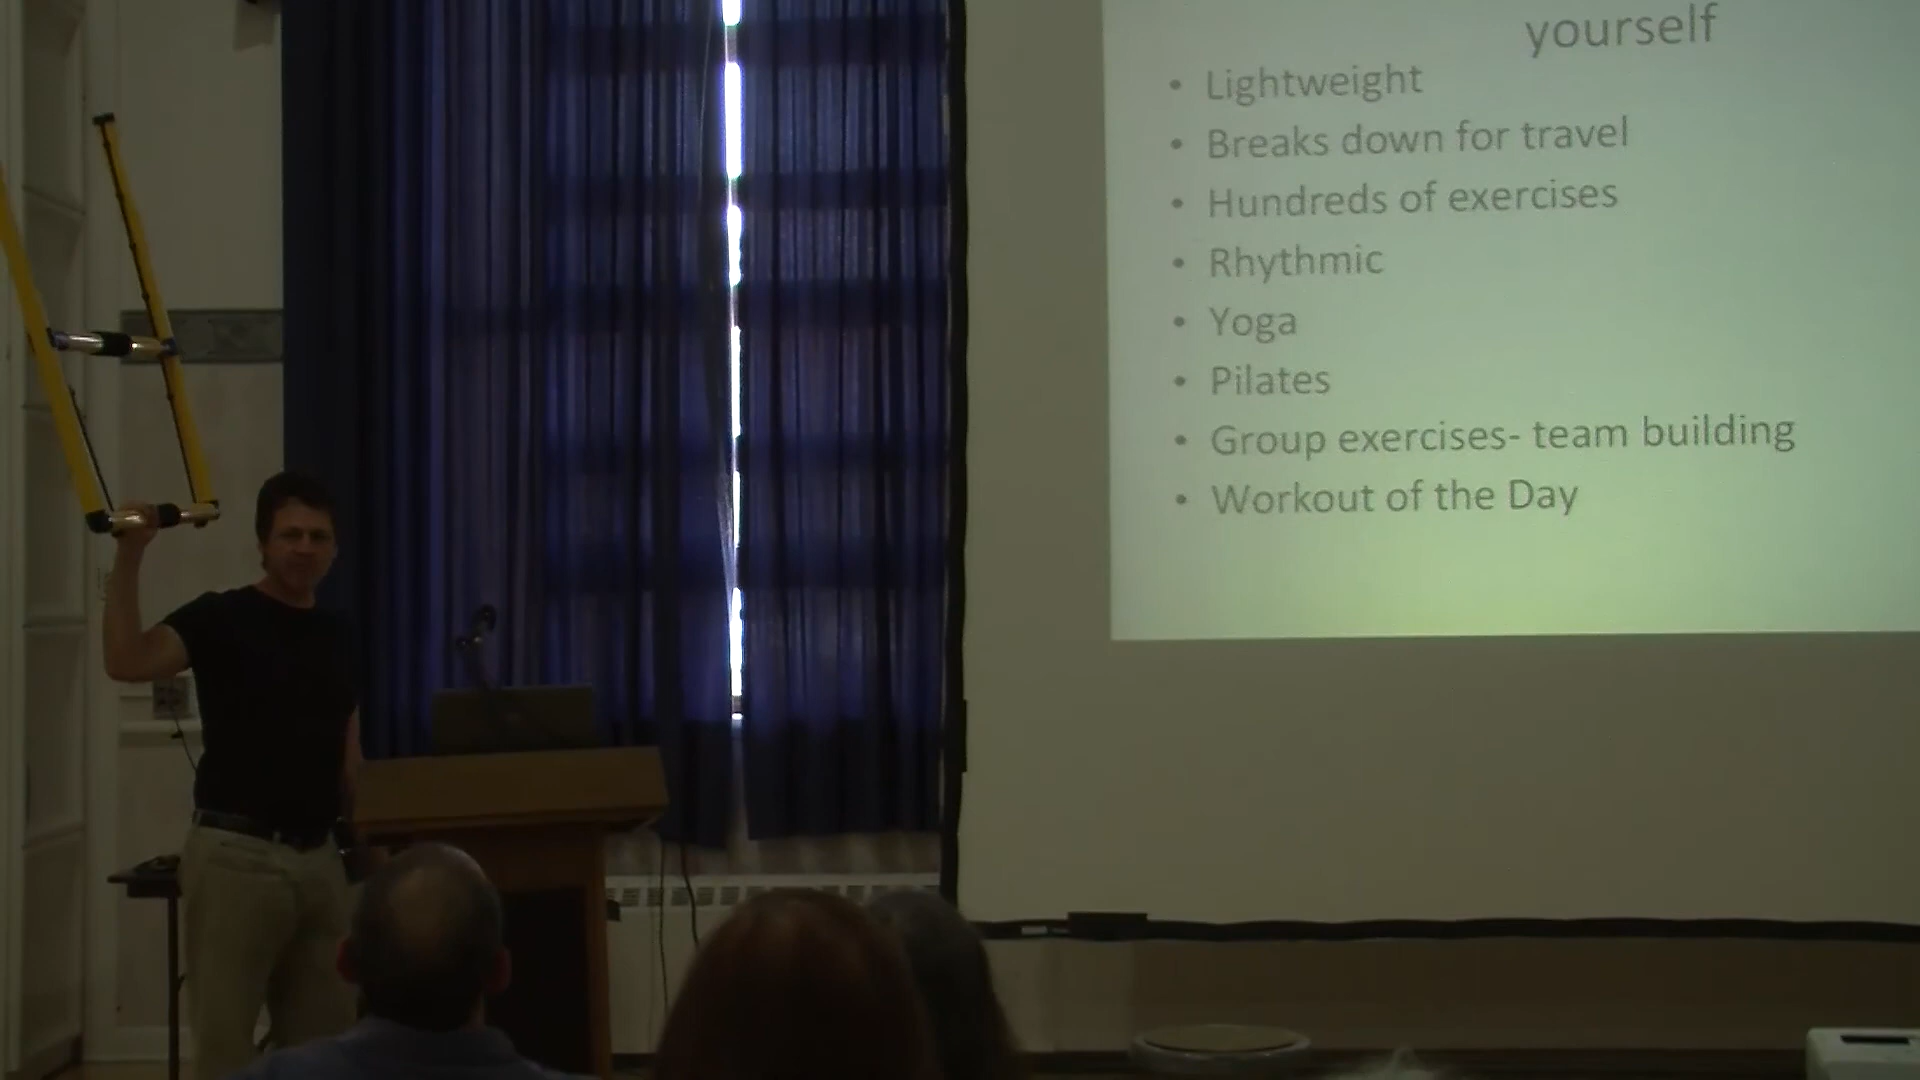 yourself
• Lightweight
• Breaks down for travel
• Hundreds of exercises
• Rhythmic
• Yoga
• Pilates
• Group exercises- team building
• Workout of the Day